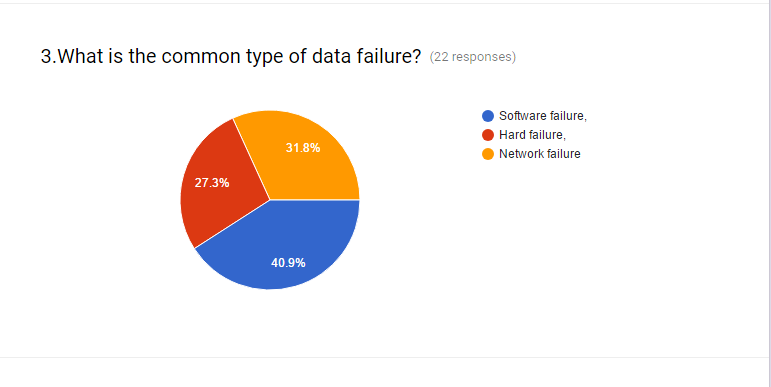 3.What is the common type of data failure? (22 responses)
Software failure,
Hard failure,
Network failure
31.8%
27.3%
40.9%